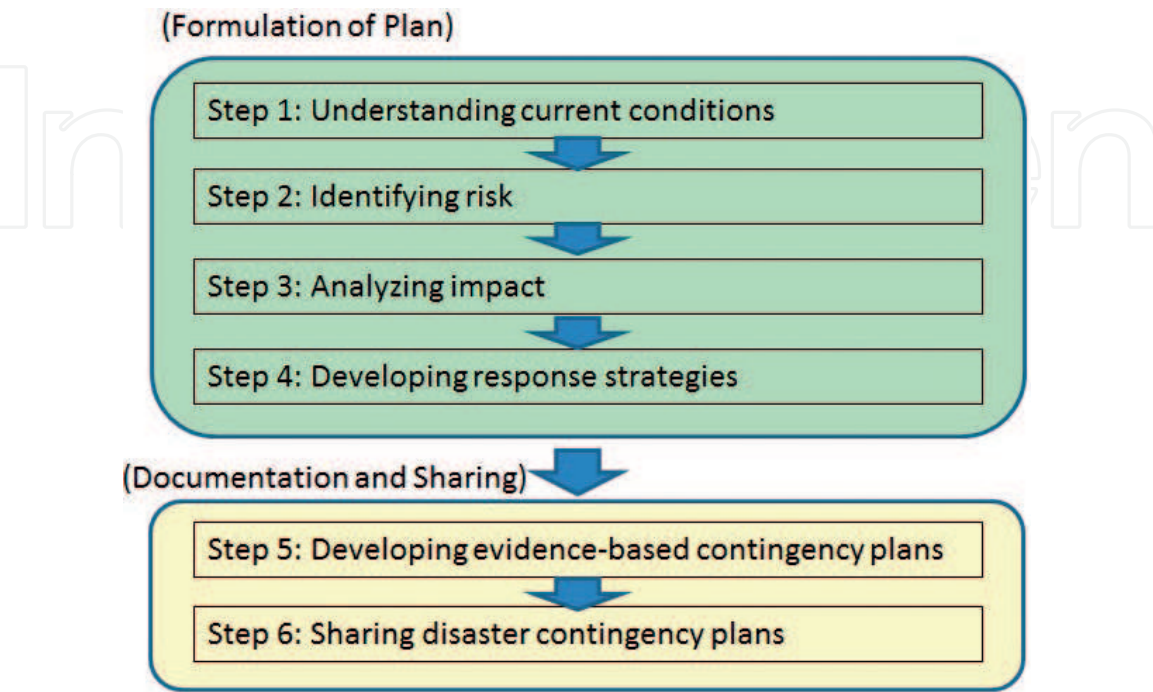 (Formulation of Plan)
Step 1: Understanding current conditions
Step 2: Identifying risk
Step 3: Analyzing impact
Step 4: Developing response strategies
(Documentation and Sharing)
Step 5: Developing evidence-based contingency plans
Step 6: Sharing disaster contingency plans